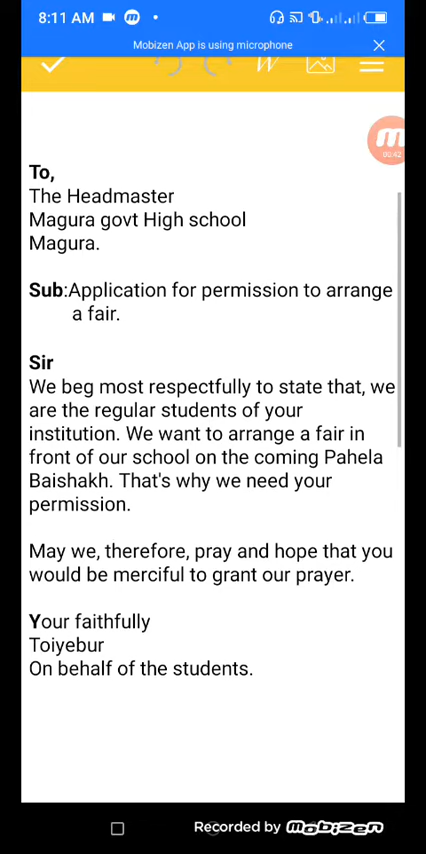 8:11 AM
Mobizen App is using microphone
00:42
To,
The Headmaster
Magura govt High school
Magura.
Sub:Application for permission to arrange
a fair.
Sir
We beg most respectfully to state that, we
are the regular students of your
institution. We want to arrange a fair in
front of our school on the coming Pahela
Baishakh. That's why we need your
permission.
May we, therefore, pray and hope that you
would be merciful to grant our prayer.
Your faithfully
Toiyebur
On behalf of the students.
Recorded by Mobizen